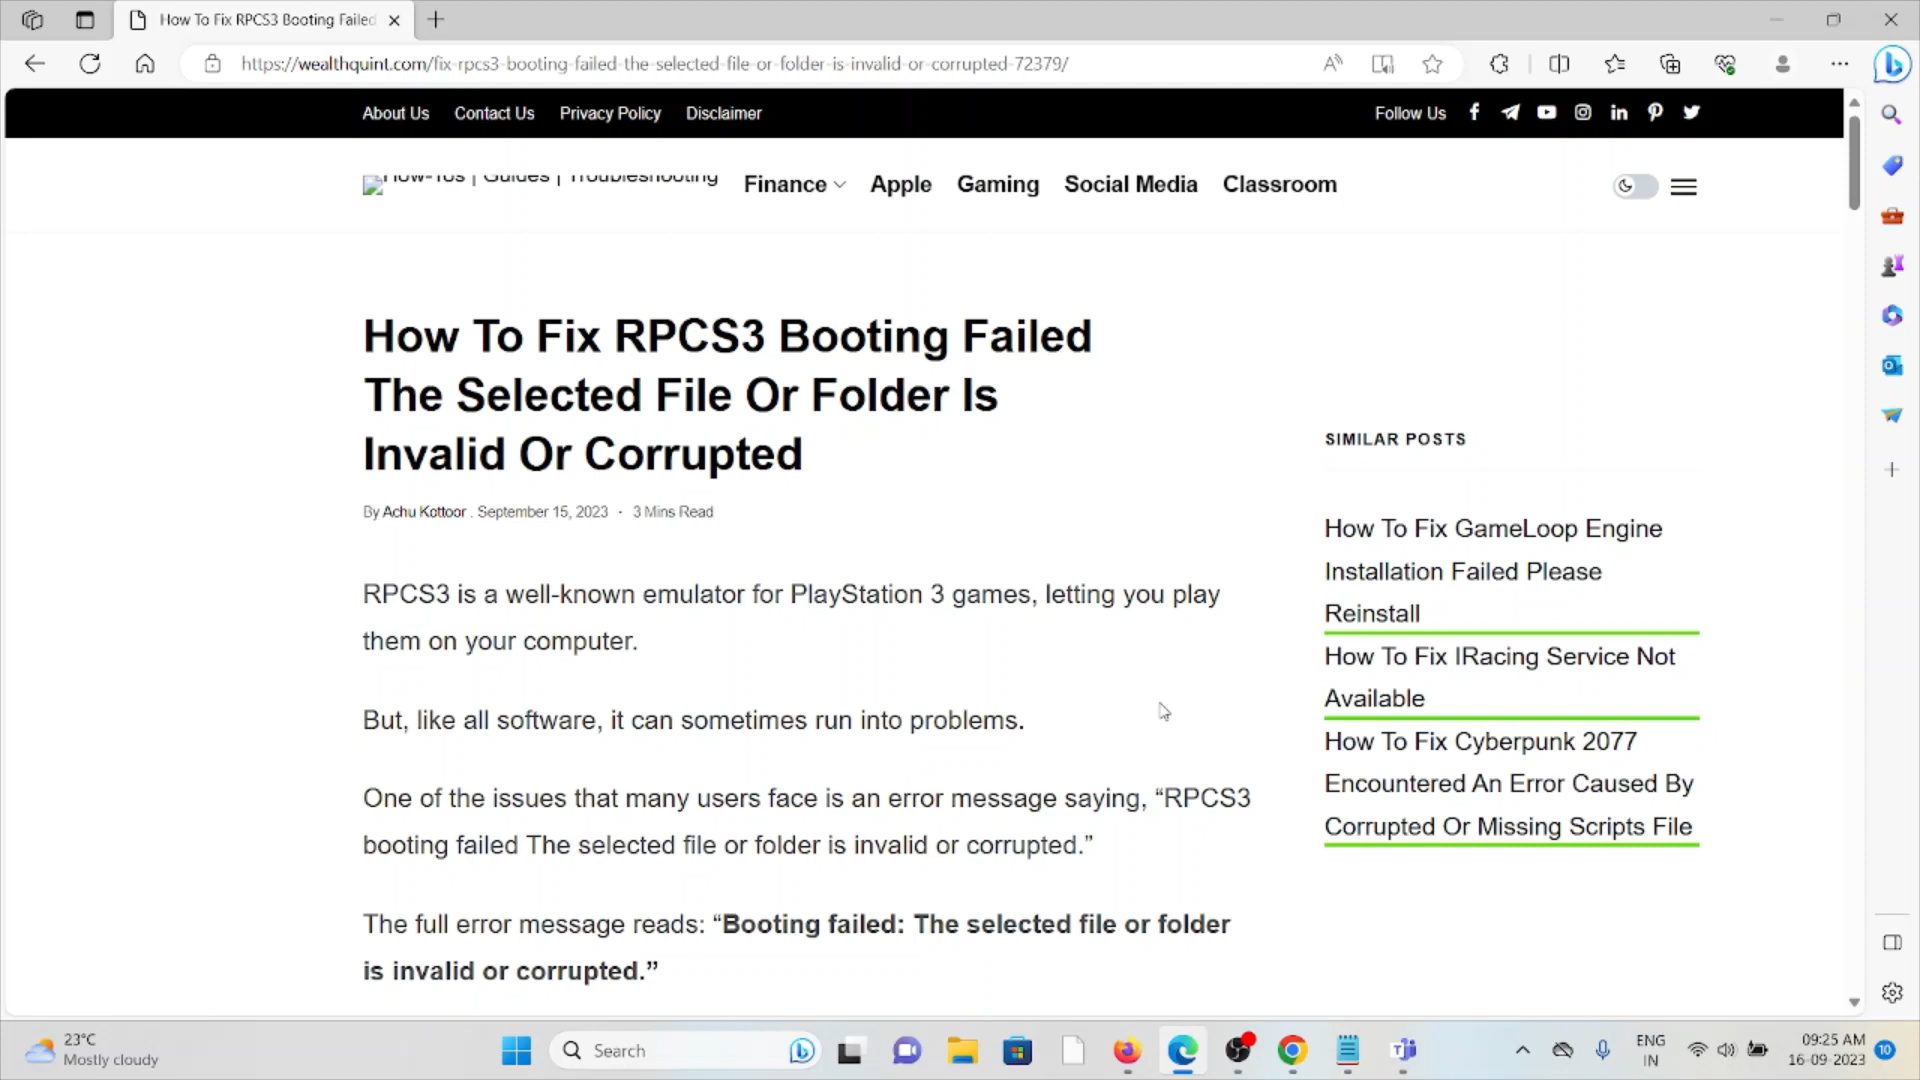 How To Fix RPCS3 Booting Failed
https://wealthquint.com/fix-rpcs3-booting-failed-the-selected-file-or-folder-is-invalid-or-corrupted-72379/
About Us Contact Us Privacy Policy Disclaimer Follow Us
How-Tos | Guides | Troubleshooting Finance Apple Gaming Social Media Classroom
How To Fix RPCS3 Booting Failed
The Selected File Or Folder Is
Invalid Or Corrupted
By Achu Kottoor . September 15, 2023 · 3 Mins Read
RPCS3 is a well-known emulator for PlayStation 3 games, letting you play
them on your computer.
But, like all software, it can sometimes run into problems.
One of the issues that many users face is an error message saying, “RPCS3
booting failed The selected file or folder is invalid or corrupted.”
The full error message reads: “Booting failed: The selected file or folder
is invalid or corrupted.”
SIMILAR POSTS
How To Fix GameLoop Engine
Installation Failed Please
Reinstall
How To Fix IRacing Service Not
Available
How To Fix Cyberpunk 2077
Encountered An Error Caused By
Corrupted Or Missing Scripts File
23°C
Mostly cloudy
Search
ENG
IN
09:25 AM
16-09-2023
10